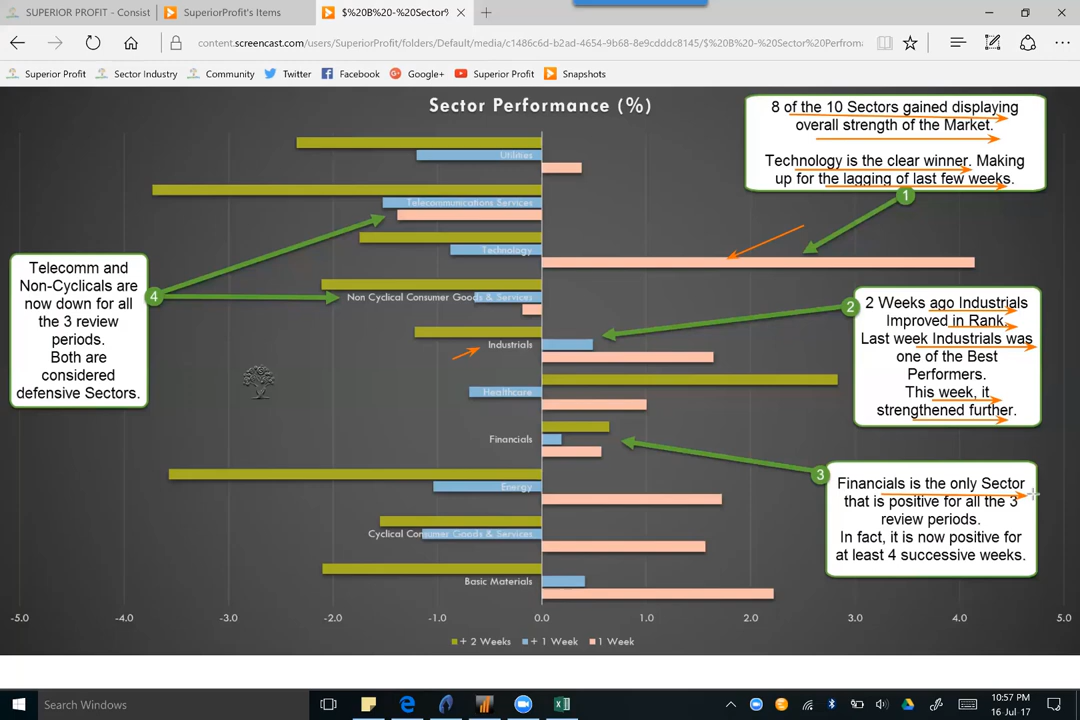 SUPERIOR PROFIT - Consist
SuperiorProfit's Items
$%20B%20-%20Sector%
content.screencast.com/users/SuperiorProfit/folders/Default/media/c1486c6d-b2ad-4654-9b68-8e9cdddc8145/$%20B%20-%20Sector%20Perfrom
Superior Profit
Sector Industry
Community
Twitter
Facebook
Google+
Superior Profit
Snapshots
Sector Performance (%)
8 of the 10 Sectors gained displaying
overall strength of the Market.
Technology is the clear winner. Making
up for the lagging of last few weeks.
1
Utilities
Telecommunications Services
Technology
Non Cyclical Consumer Goods & Services
Industrials
Healthcare
Financials
Energy
Cyclical Consumer Goods & Services
Basic Materials
Telecomm and
Non-Cyclicals are
now down for all
the 3 review
periods.
Both are
considered
defensive Sectors.
4
2
2 Weeks ago Industrials
Improved in Rank.
Last week Industrials was
one of the Best
Performers.
This week, it
strengthened further.
3
Financials is the only Sector
that is positive for all the 3
review periods.
In fact, it is now positive for
at least 4 successive weeks.
-5.0 -4.0 -3.0 -2.0 -1.0 0.0 1.0 2.0 3.0 4.0 5.0
+ 2 Weeks + 1 Week 1 Week
Search Windows
10:57 PM
16 Jul 17